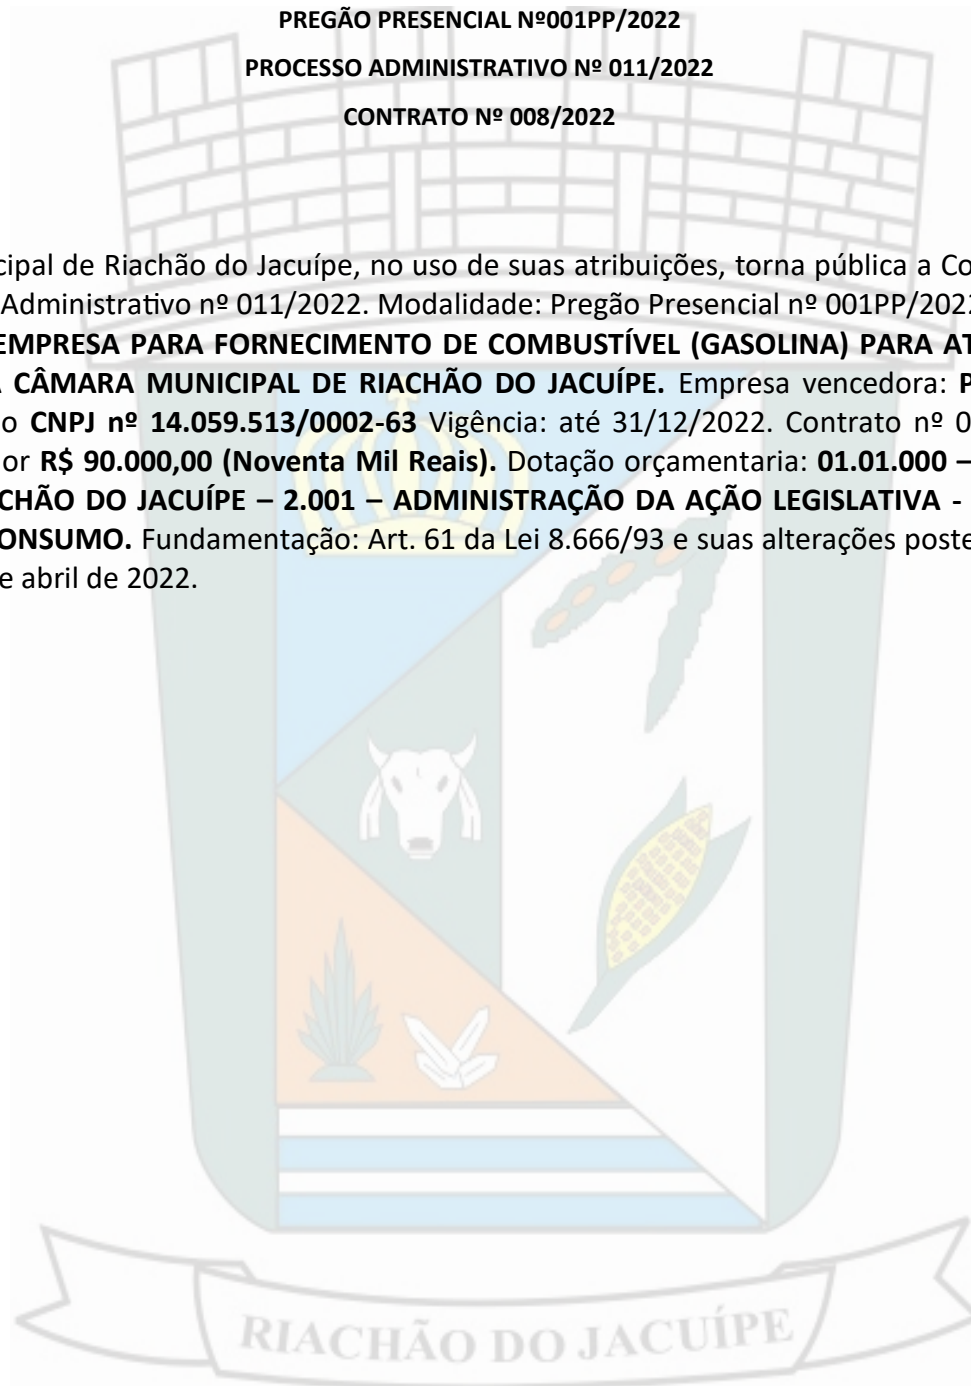 PREGÃO PRESENCIAL Nº001PP/2022
PROCESSO ADMINISTRATIVO Nº 011/2022
CONTRATO Nº 008/2022
cipal de Riachão do Jacuípe, no uso de suas atribuições, torna pública a Co
Administrativo nº 011/2022. Modalidade: Pregão Presencial nº 001PP/2022
EMPRESA PARA FORNECIMENTO DE COMBUSTÍVEL (GASOLINA) PARA AT
A CÂMARA MUNICIPAL DE RIACHÃO DO JACUÍPE. Empresa vencedora: P
o CNPJ nº 14.059.513/0002-63 Vigência: até 31/12/2022. Contrato nº 0
or R$ 90.000,00 (Noventa Mil Reais). Dotação orçamentaria: 01.01.000 –
CHÃO DO JACUÍPE – 2.001 – ADMINISTRAÇÃO DA AÇÃO LEGISLATIVA -
ONSUMO. Fundamentação: Art. 61 da Lei 8.666/93 e suas alterações poste
e abril de 2022.
RIACHÃO DO JACUÍPE